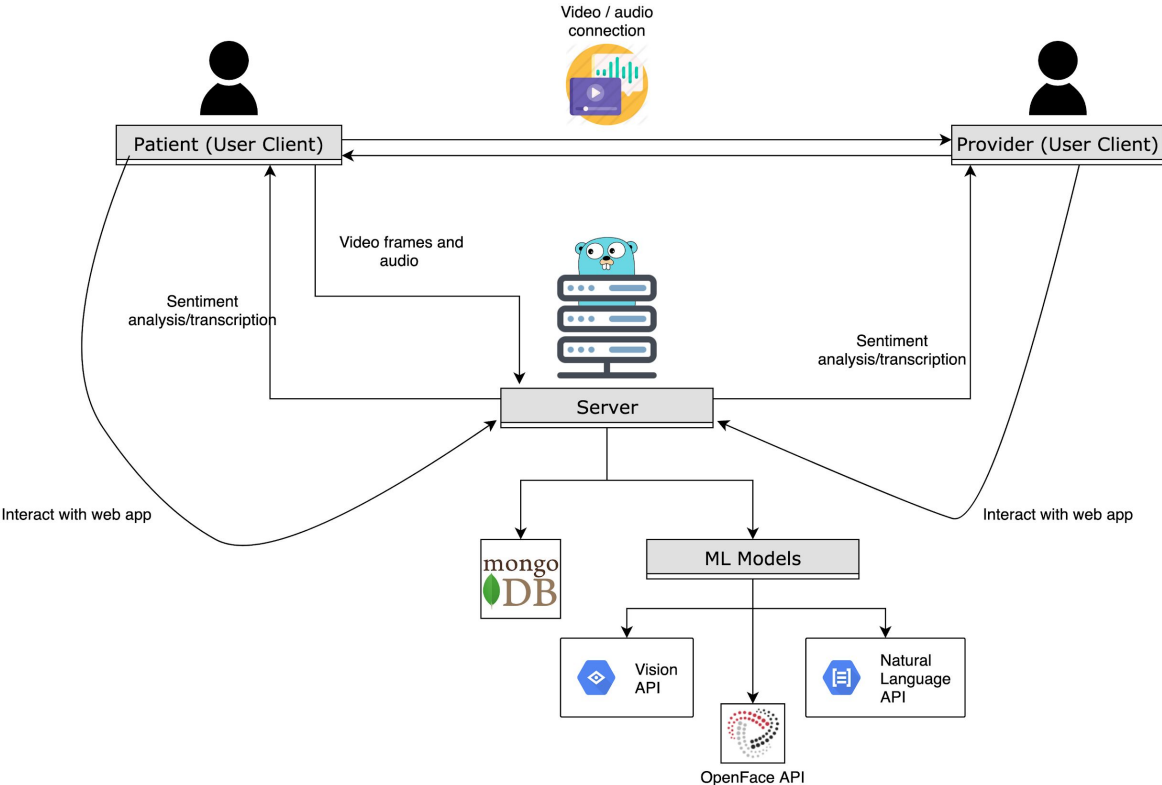 Video / audio
connection
Patient (User Client)
Provider (User Client)
Video frames and
audio
Sentiment
analysis/transcription
Sentiment
analysis/transcription
Server
Interact with web app
Interact with web app
mongo
DB
ML Models
Vision
API
Natural
Language
API
OpenFace API